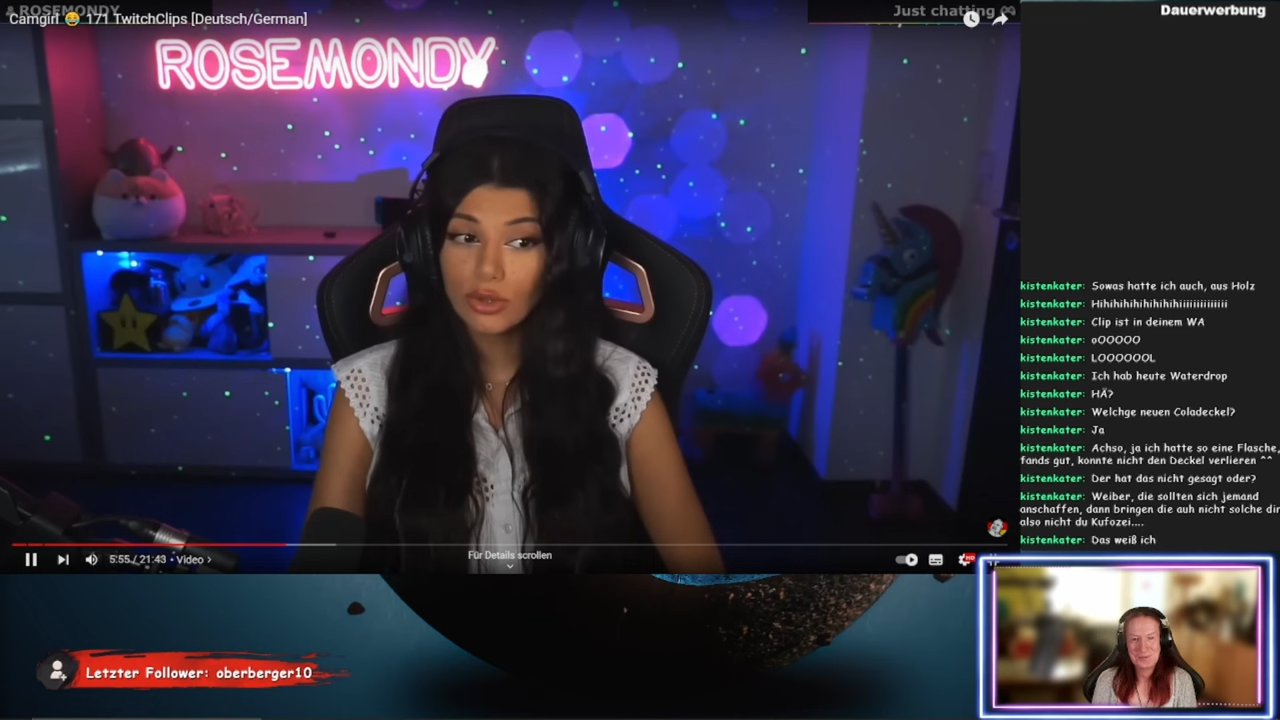 ROSEMONDY
Camgirl 😂 171 TwitchClips [Deutsch/German]
Just chatting
Dauerwerbung
ROSEMONDY
kistenkater: Sowas hatte ich auch, aus Holz
kistenkater: Hihihihihihihihihiiiiiiiiiiiiii
kistenkater: Clip ist in deinem WA
kistenkater: oOOOOO
kistenkater: LOOOOOOL
kistenkater: Ich hab heute Waterdrop
kistenkater: HÄ?
kistenkater: Welchge neuen Coladeckel?
kistenkater: Ja
kistenkater: Achso, ja ich hatte so eine Flasche,
fands gut, konnte nicht den Deckel verlieren ^^
kistenkater: Der hat das nicht gesagt oder?
kistenkater: Weiber, die sollten sich jemand
anschaffen, dann bringen die auh nicht solche
also nicht du Kufozei....
kistenkater: Das weiß ich
Für Details scrollen
5:55 / 21:43 • Video ›
HD
Letzter Follower: oberberger10